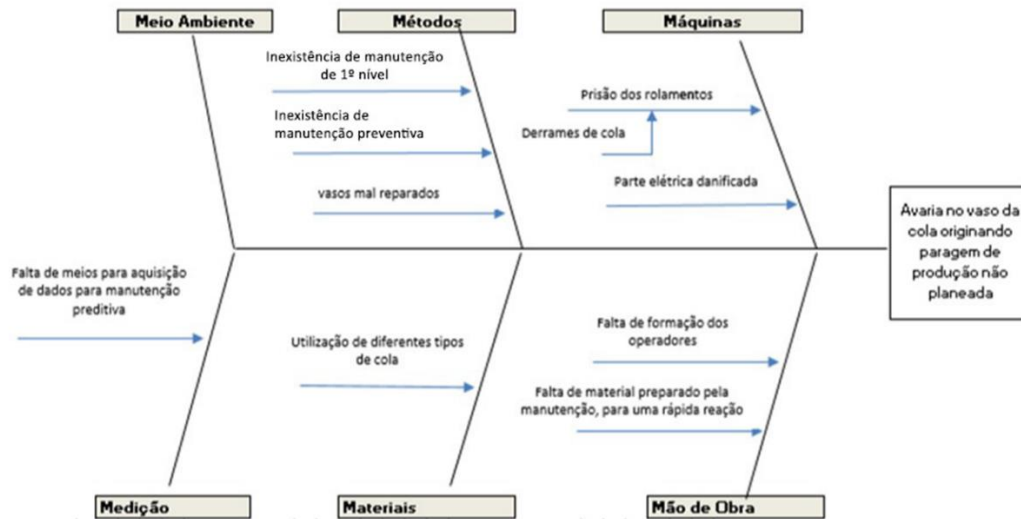 Meio Ambiente
Métodos
Máquinas
Inexistência de manutenção
de 1º nível
Inexistência de
manutenção preventiva
vasos mal reparados
Prisão dos rolamentos
Derrames de cola
Parte elétrica danificada
Avaria no vaso da
cola originando
paragem de
produção não
planeada
Falta de meios para aquisição
de dados para manutenção
preditiva
Utilização de diferentes tipos
de cola
Falta de formação dos
operadores
Falta de material preparado pela
manutenção, para uma rápida reação
Medição
Materiais
Mão de Obra